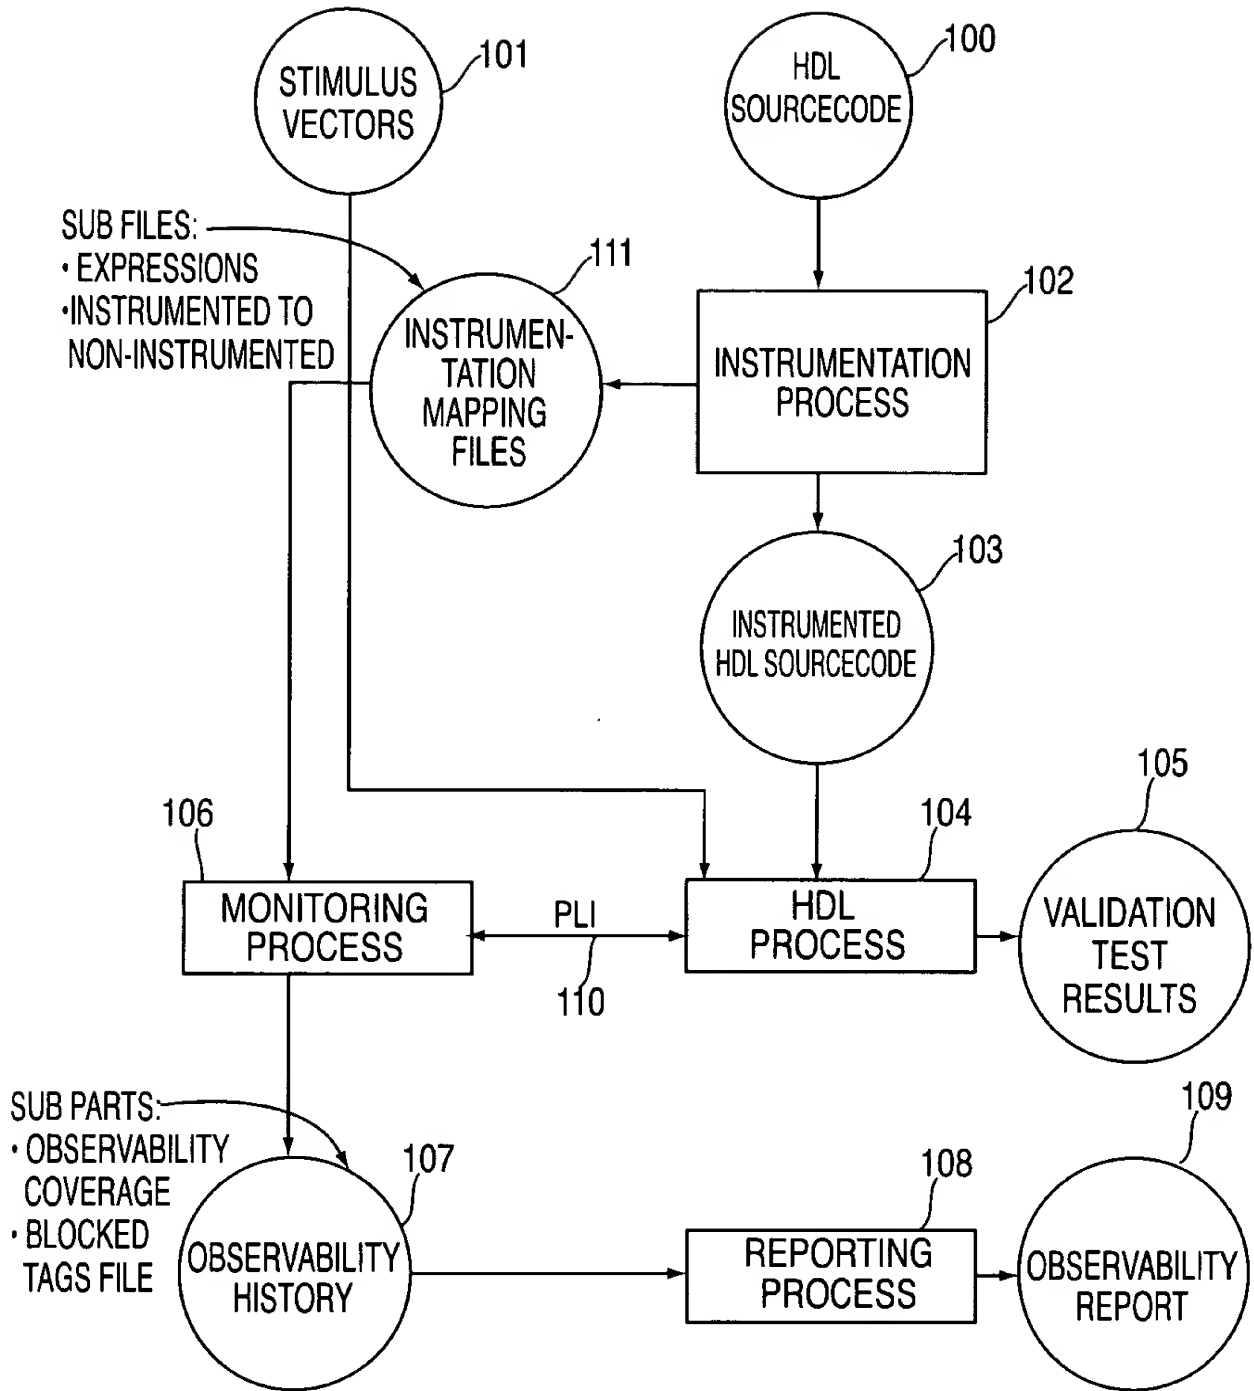 101
STIMULUS
VECTORS
100
HDL
SOURCECODE
SUB FILES:
• EXPRESSIONS
•INSTRUMENTED TO
NON-INSTRUMENTED
111
INSTRUMEN-
TATION
MAPPING
FILES
102
INSTRUMENTATION
PROCESS
103
INSTRUMENTED
HDL SOURCECODE
106
MONITORING
PROCESS
PLI
110
104
HDL
PROCESS
105
VALIDATION
TEST
RESULTS
SUB PARTS:
• OBSERVABILITY
COVERAGE
• BLOCKED
TAGS FILE
107
OBSERVABILITY
HISTORY
108
REPORTING
PROCESS
109
OBSERVABILITY
REPORT